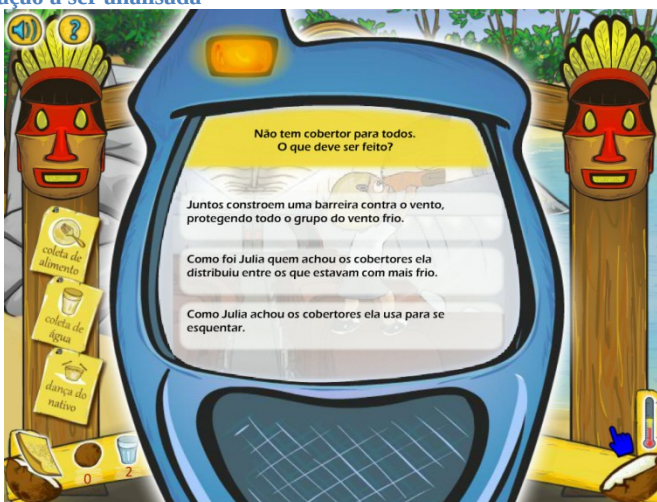 ação a ser analisada
?
Não tem cobertor para todos.
O que deve ser feito?
Juntos constroem uma barreira contra o vento,
protegendo todo o grupo do vento frio.
Como foi Julia quem achou os cobertores ela
distribuiu entre os que estavam com mais frio.
Como Julia achou os cobertores ela usa para se
esquentar.
coleta de
alimento
coleta de
água
dança do
nativo
0
2